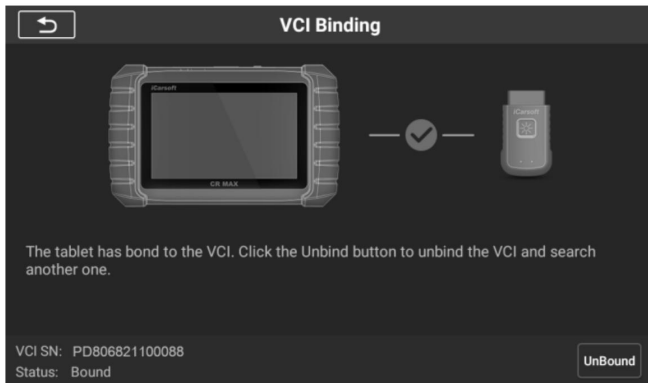 VCI Binding
iCarsoft
iCarsoft
CR MAX
The tablet has bond to the VCI. Click the Unbind button to unbind the VCI and search
another one.
VCI SN: PD806821100088
Status: Bound
UnBound